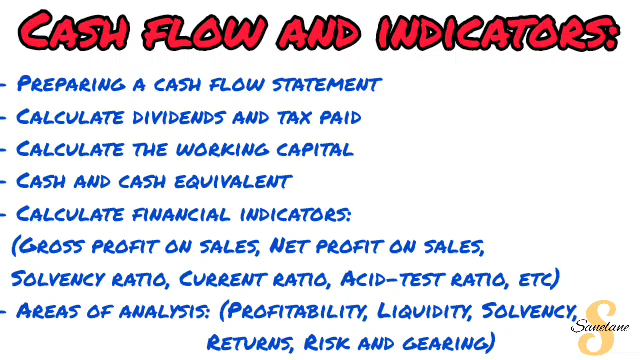 Cash flow and indicators:
- Preparing a cash flow statement
- Calculate dividends and tax paid
- Calculate the working capital
- Cash and cash equivalent
- Calculate financial indicators:
(Gross profit on sales, Net profit on sales,
Solvency ratio, Current ratio, Acid-test ratio, etc)
- Areas of analysis: (Profitability, Liquidity, Solvency,
Returns, Risk and gearing)
S
Sanelane